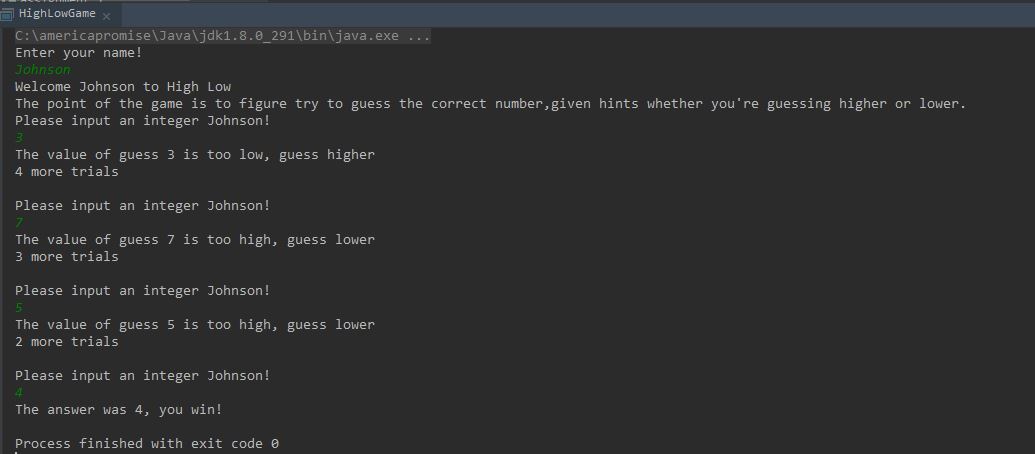 HighLowGame
C:\americapromise\Java\jdk1.8.0_291\bin\java.exe ...
Enter your name!
Johnson
Welcome Johnson to High Low
The point of the game is to figure try to guess the correct number,given hints whether you're guessing higher or lower.
Please input an integer Johnson!
3
The value of guess 3 is too low, guess higher
4 more trials
Please input an integer Johnson!
7
The value of guess 7 is too high, guess lower
3 more trials
Please input an integer Johnson!
5
The value of guess 5 is too high, guess lower
2 more trials
Please input an integer Johnson!
4
The answer was 4, you win!
Process finished with exit code 0